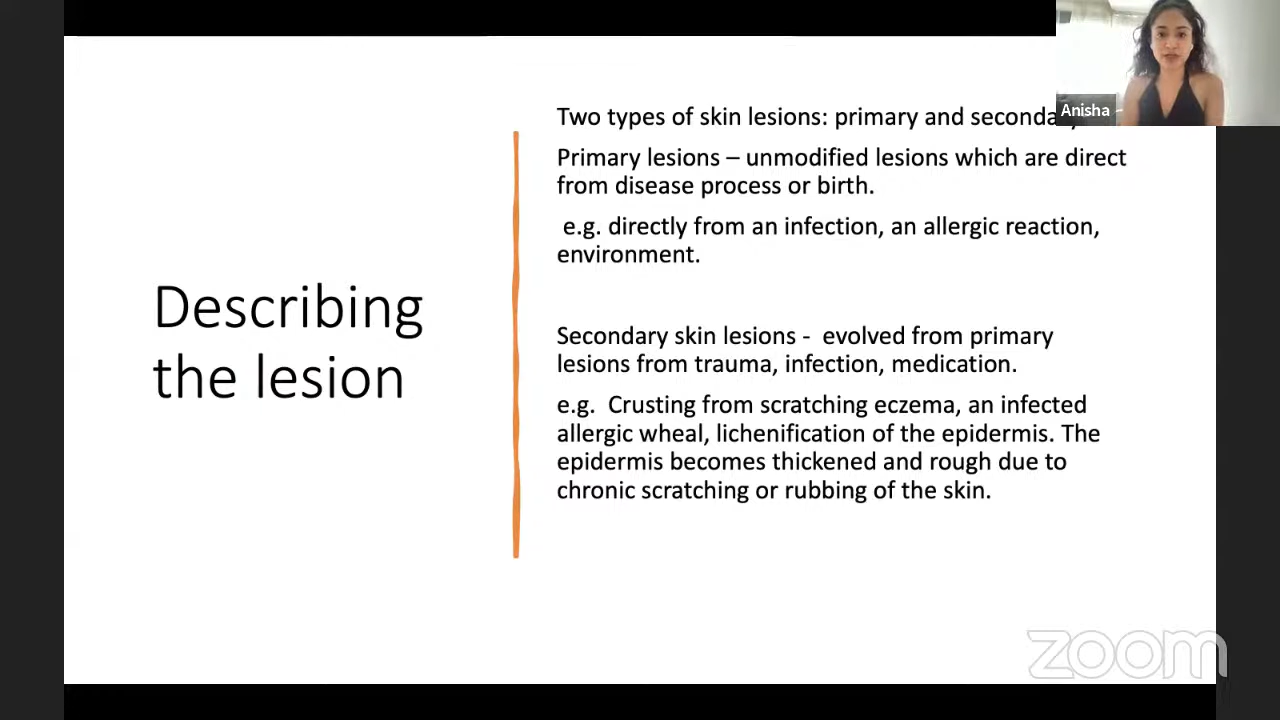 Anisha
Two types of skin lesions: primary and
Primary lesions – unmodified lesions which are direct
from disease process or birth.
e.g. directly from an infection, an allergic reaction,
environment.
Describing
the lesion
Secondary skin lesions - evolved from primary
lesions from trauma, infection, medication.
e.g. Crusting from scratching eczema, an infected
allergic wheal, lichenification of the epidermis. The
epidermis becomes thickened and rough due to
chronic scratching or rubbing of the skin.
zoom